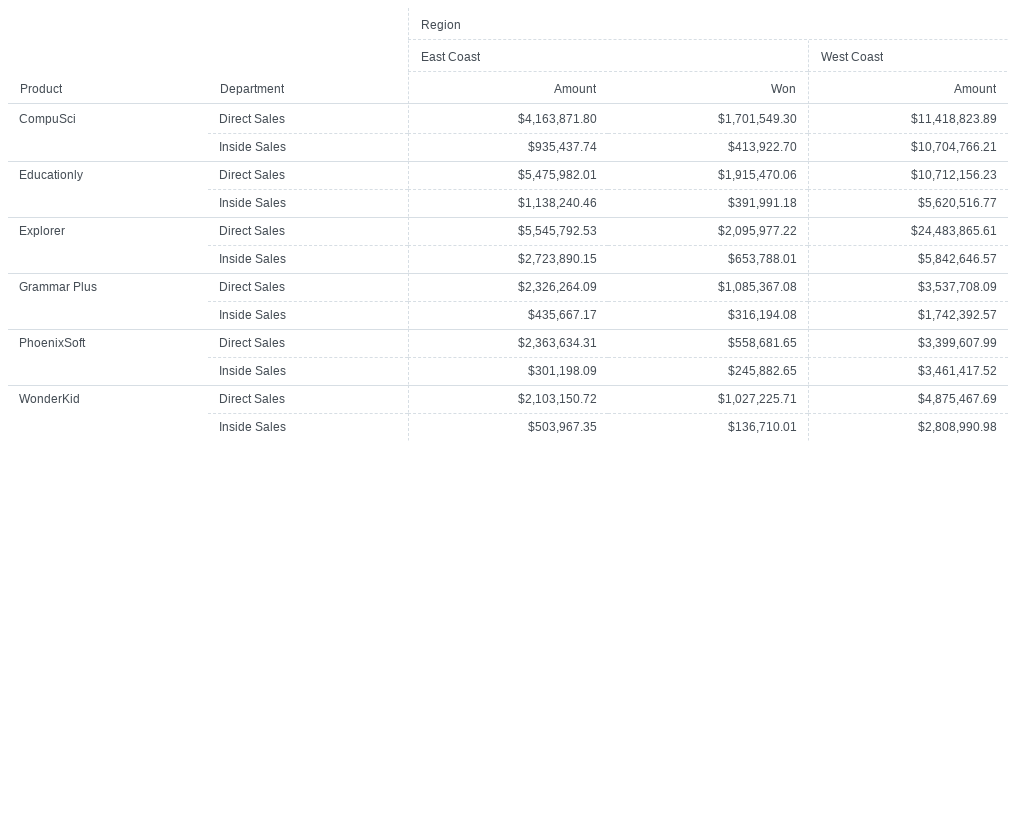 Region
East Coast West Coast
Product Department Amount Won Amount
CompuSci Direct Sales $4,163,871.80 $1,701,549.30 $11,418,823.89
Inside Sales $935,437.74 $413,922.70 $10,704,766.21
Educationly Direct Sales $5,475,982.01 $1,915,470.06 $10,712,156.23
Inside Sales $1,138,240.46 $391,991.18 $5,620,516.77
Explorer Direct Sales $5,545,792.53 $2,095,977.22 $24,483,865.61
Inside Sales $2,723,890.15 $653,788.01 $5,842,646.57
Grammar Plus Direct Sales $2,326,264.09 $1,085,367.08 $3,537,708.09
Inside Sales $435,667.17 $316,194.08 $1,742,392.57
PhoenixSoft Direct Sales $2,363,634.31 $558,681.65 $3,399,607.99
Inside Sales $301,198.09 $245,882.65 $3,461,417.52
WonderKid Direct Sales $2,103,150.72 $1,027,225.71 $4,875,467.69
Inside Sales $503,967.35 $136,710.01 $2,808,990.98